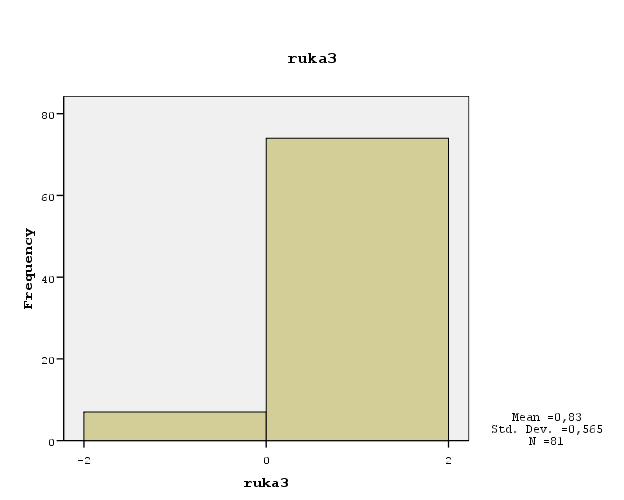 ruka3
80
60
40
20
0
Frequency
-2
0
2
ruka3
Mean =0,83
Std. Dev. =0,565
N =81